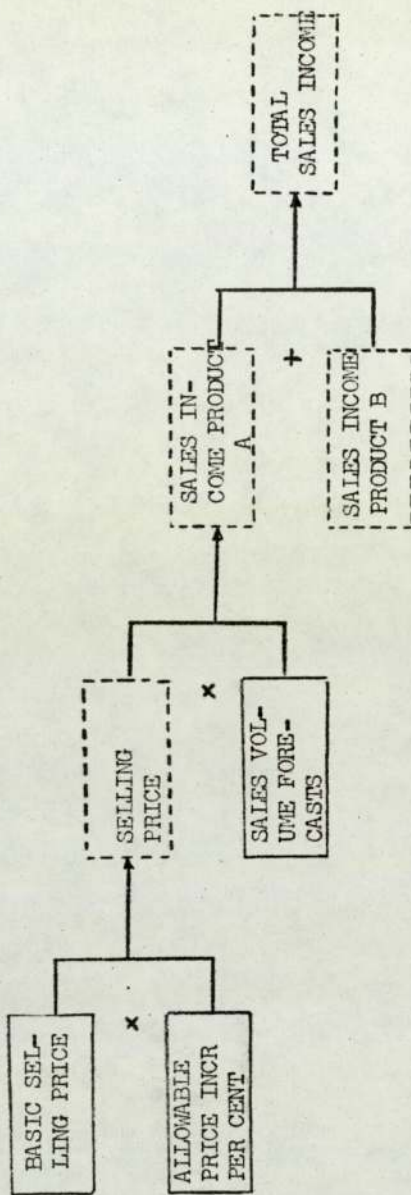 BASIC SEL-
LING PRICE
x
ALLOWABLE
PRICE INCR
PER CENT
SELLING
PRICE
x
SALES VOL-
UME FORE-
CASTS
SALES IN-
COME PRODUCT
A
+
SALES INCOME
PRODUCT B
TOTAL
SALES INCOME